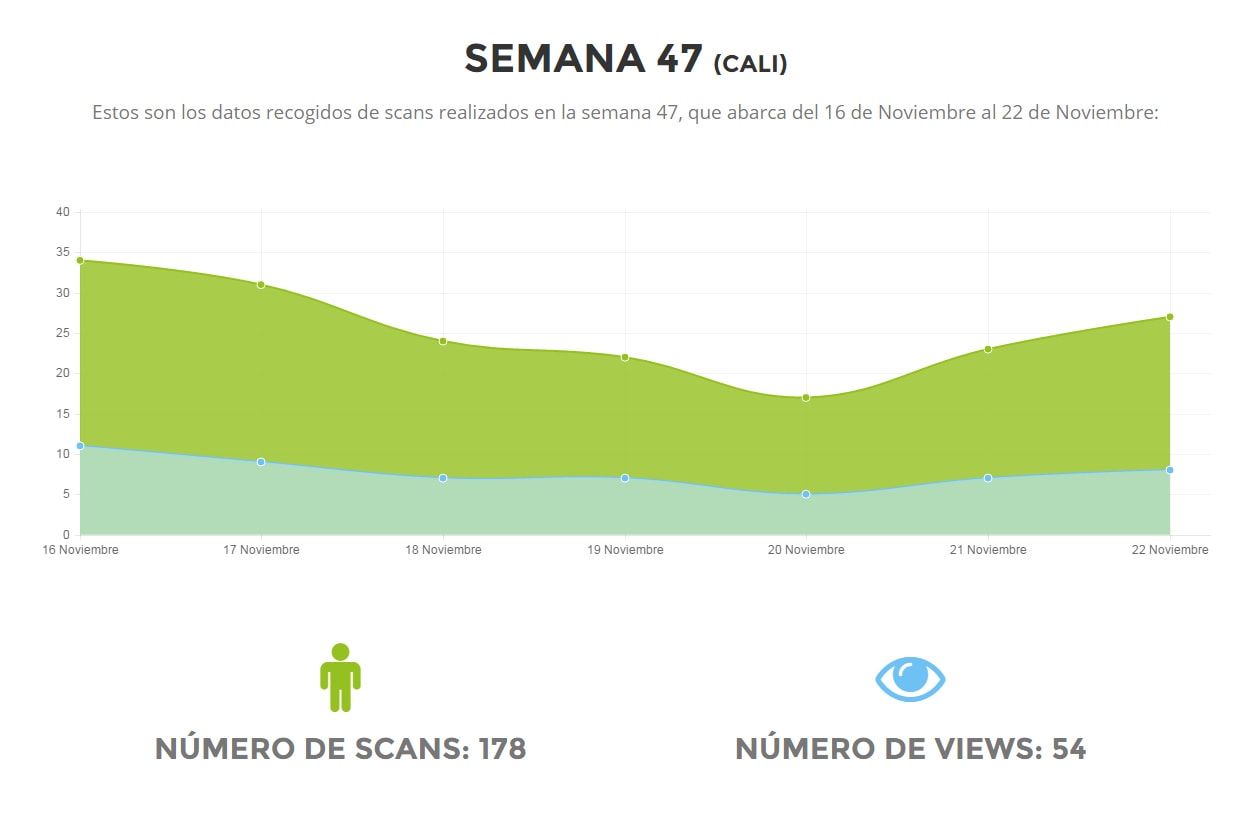 SEMANA 47 (CALI)
Estos son los datos recogidos de scans realizados en la semana 47, que abarca del 16 de Noviembre al 22 de Noviembre:
40
35
30
25
20
15
10
5
0
16 Noviembre 17 Noviembre 18 Noviembre 19 Noviembre 20 Noviembre 21 Noviembre 22 Noviembre
NÚMERO DE SCANS: 178 NÚMERO DE VIEWS: 54